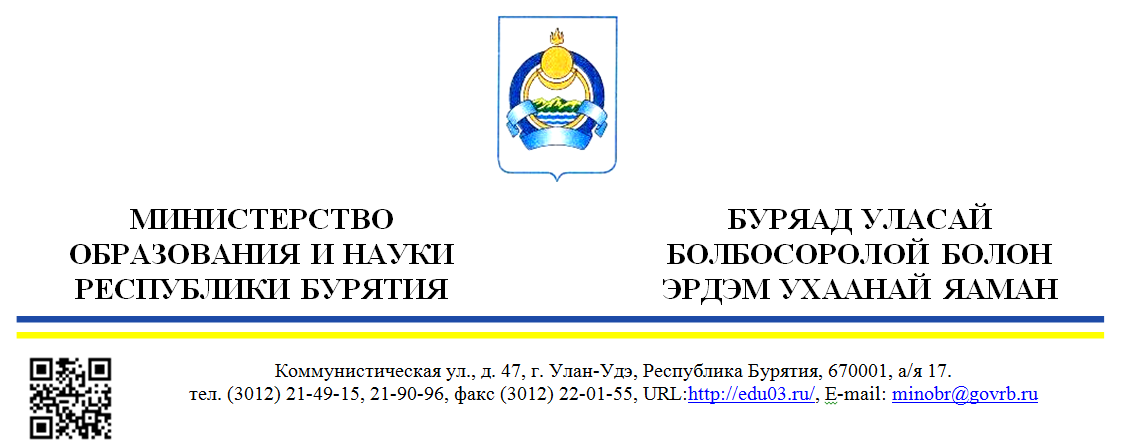 МИНИСТЕРСТВО
ОБРАЗОВАНИЯ И НАУКИ
РЕСПУБЛИКИ БУРЯТИЯ
БУРЯАД УЛАСАЙ
БОЛБОСОРОЛОЙ БОЛОН
ЭРДЭМ УХААНАЙ ЯАМАН
Коммунистическая ул., д. 47, г. Улан-Удэ, Республика Бурятия, 670001, а/я 17.
тел. (3012) 21-49-15, 21-90-96, факс (3012) 22-01-55, URL:http://edu03.ru/, E-mail: minobr@govrb.ru